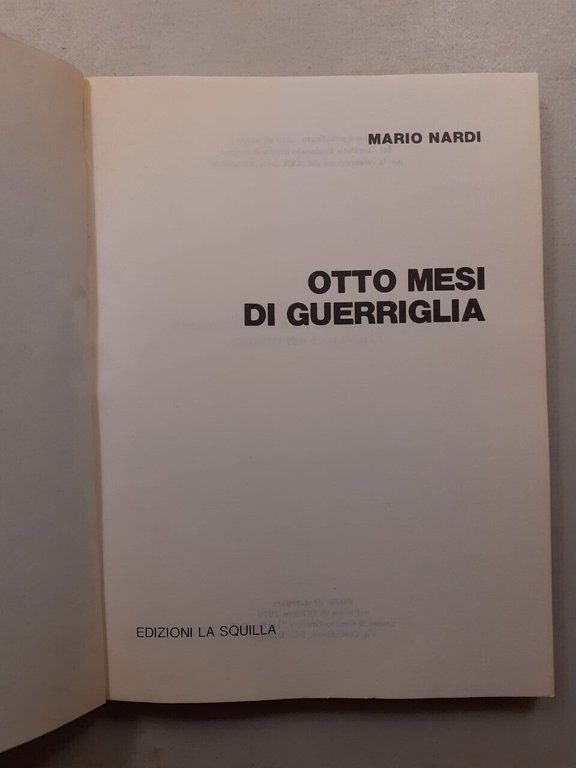 MARIO NARDI
OTTO MESI
DI GUERRIGLIA
EDIZIONI LA SQUILLA